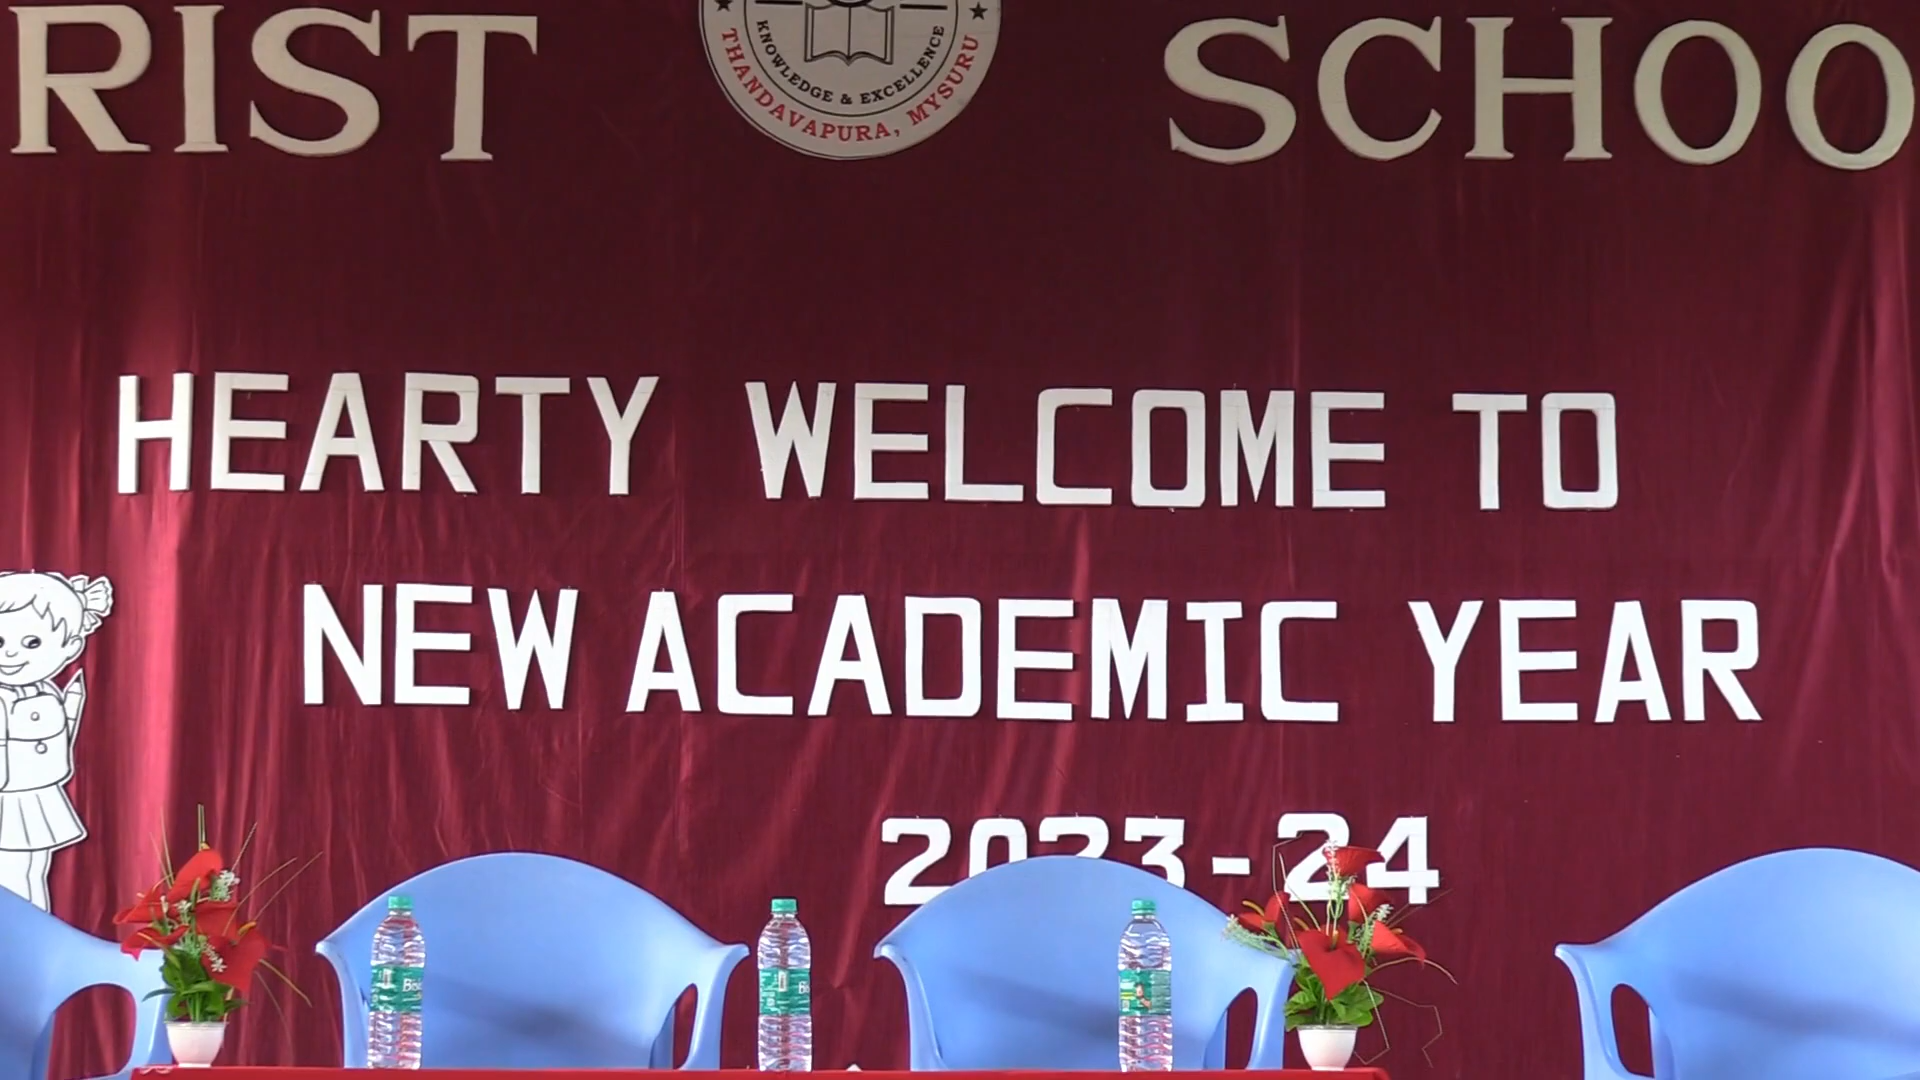 RIST SCHOO
KNOWLEDGE & EXCELLENCE
THANDAVAPURA, MYSURU
HEARTY WELCOME TO
NEW ACADEMIC YEAR
2023-24